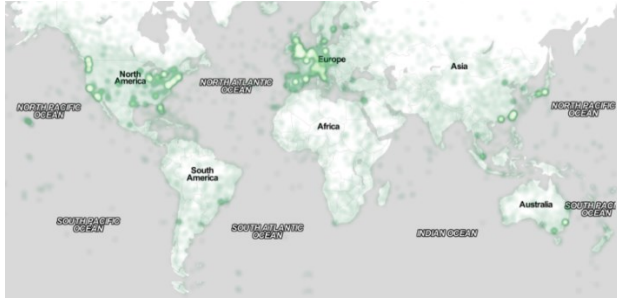 Europe
Asia
North
America
NORTH ATLANTIC
OCEAN
NORTH PACIFIC
OCEAN
NORTH PACIFIC
OCEAN
Africa
South
America
Australia
SOUTH PACIFIC
OCEAN
SOUTH PACI
OCEAN
SOUTH ATLANTIC
OCEAN
INDIAN OCEAN